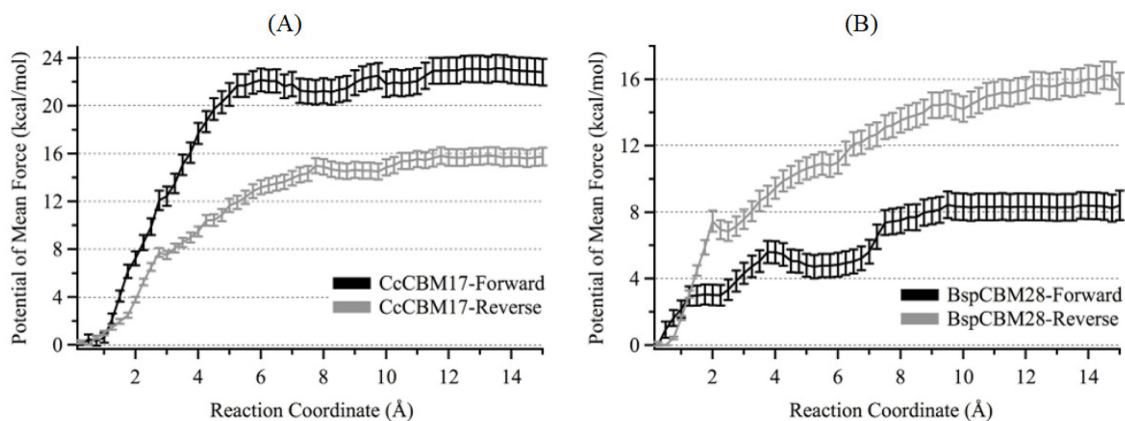 (A)
Potential of Mean Force (kcal/mol)
24
20
16
12
8
4
0
CcCBM17-Forward
CcCBM17-Reverse
2 4 6 8 10 12 14
Reaction Coordinate (Å)
(B)
Potential of Mean Force (kcal/mol)
16
12
8
4
0
BspCBM28-Forward
BspCBM28-Reverse
2 4 6 8 10 12 14
Reaction Coordinate (Å)